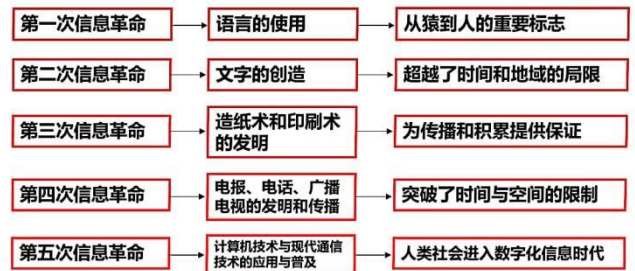 第一次信息革命
语言的使用
从猿到人的重要标志
第二次信息革命
文字的创造
超越了时间和地域的局限
第三次信息革命
造纸术和印刷术
的发明
为传播和积累提供保证
第四次信息革命
电报、电话、广播
电视的发明和传播
突破了时间与空间的限制
第五次信息革命
计算机技术与现代通信
技术的应用与普及
人类社会进入数字化信息时代